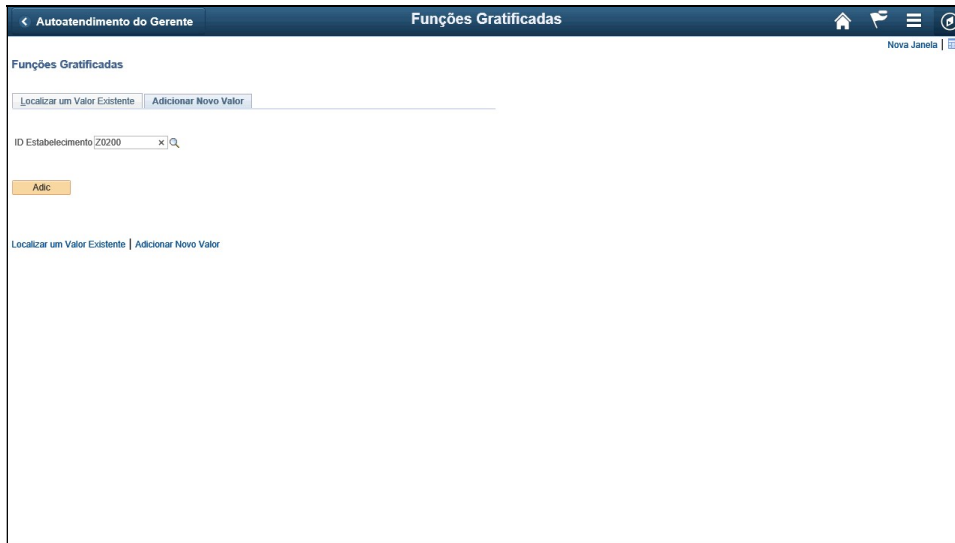 Autoatendimento do Gerente
Funções Gratificadas
Nova Janela |
Funções Gratificadas
Localizar um Valor Existente
Adicionar Novo Valor
ID Estabelecimento Z0200 ×
Adic
Localizar um Valor Existente | Adicionar Novo Valor